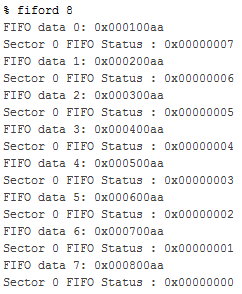 % fiford 8
FIFO data 0: 0x000100aa
Sector 0 FIFO Status : 0x00000007
FIFO data 1: 0x000200aa
Sector 0 FIFO Status : 0x00000006
FIFO data 2: 0x000300aa
Sector 0 FIFO Status : 0x00000005
FIFO data 3: 0x000400aa
Sector 0 FIFO Status : 0x00000004
FIFO data 4: 0x000500aa
Sector 0 FIFO Status : 0x00000003
FIFO data 5: 0x000600aa
Sector 0 FIFO Status : 0x00000002
FIFO data 6: 0x000700aa
Sector 0 FIFO Status : 0x00000001
FIFO data 7: 0x000800aa
Sector 0 FIFO Status : 0x00000000